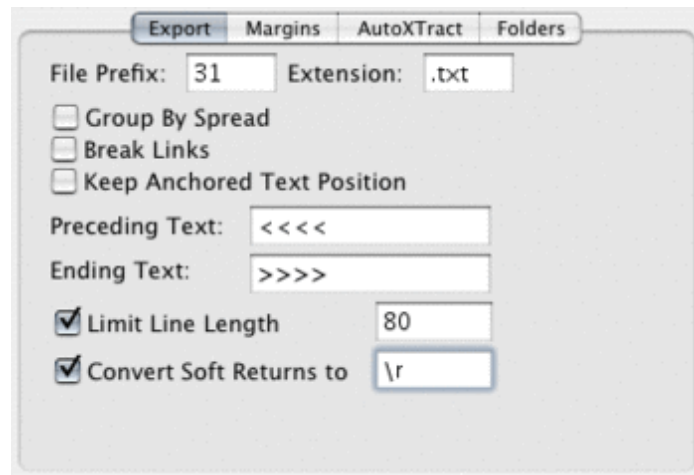 Export Margins AutoXTract Folders
File Prefix: 31 Extension: .txt
Group By Spread
Break Links
Keep Anchored Text Position
Preceding Text: <<<<
Ending Text: >>>>
Limit Line Length 80
Convert Soft Returns to \r